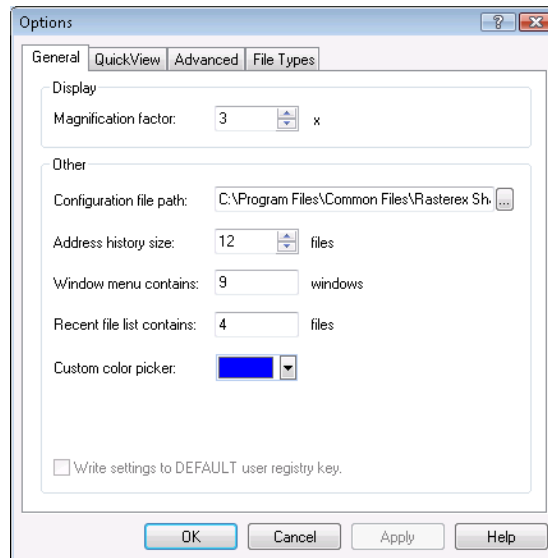 Options
General QuickView Advanced File Types
Display
Magnification factor: 3 x
Other
Configuration file path: C:\Program Files\Common Files\Rasterex Sh ...
Address history size: 12 files
Window menu contains: 9 windows
Recent file list contains: 4 files
Custom color picker:
Write settings to DEFAULT user registry key.
OK Cancel Apply Help